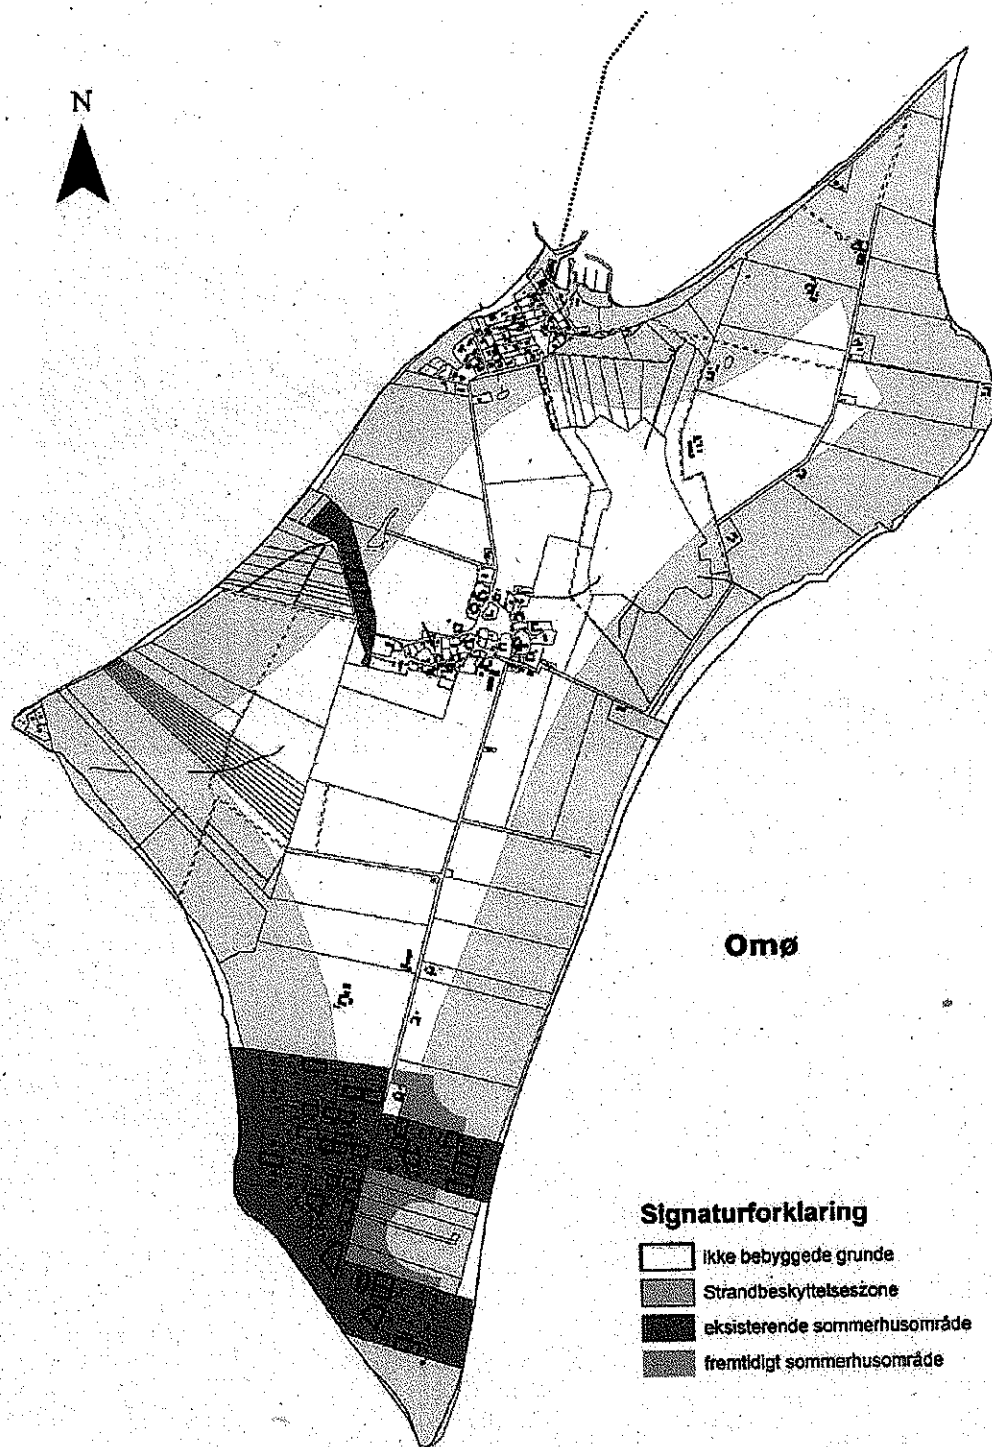 N
Omø
Signaturforklaring
ikke bebyggede grunde
Strandbeskyttelseszone
eksisterende sommerhusområde
fremtidigt sommerhusområde